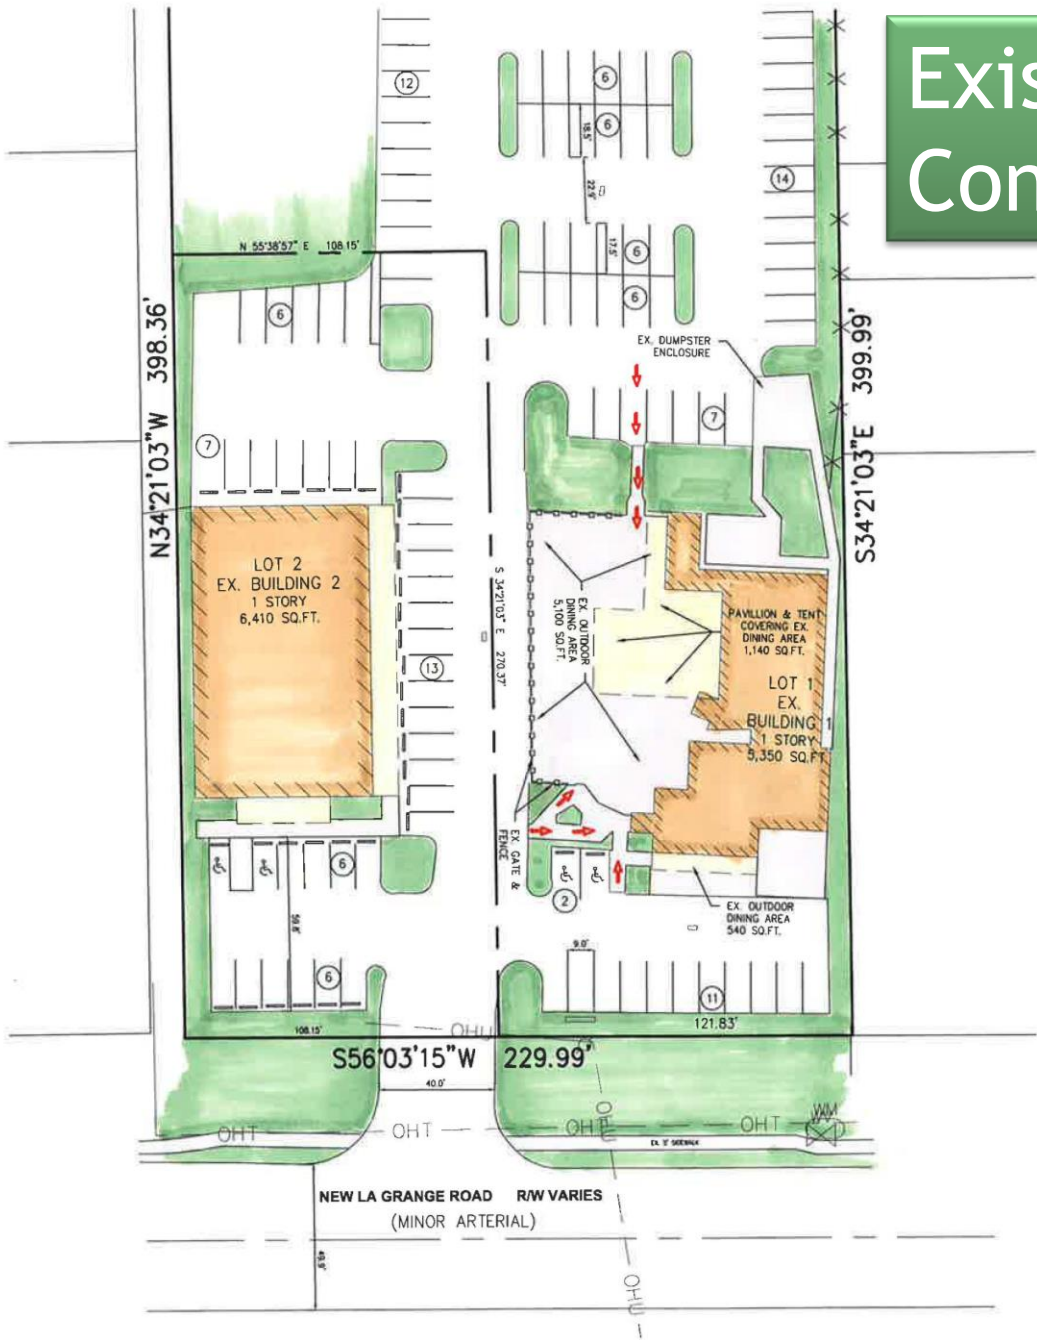 Exis
Con
12
6
6
18.5'
22.9'
14
17.5'
6
6
N 55°38'57" E 108.15'
6
N34°21'03"W 398.36'
S34°21'03"E 399.99'
EX. DUMPSTER
ENCLOSURE
7
7
LOT 2
EX. BUILDING 2
1 STORY
6,410 SQ.FT.
S 34°21'03" E 270.37'
EX. OUTDOOR
DINING AREA
5,100 SQ.FT.
PAVILLION & TENT
COVERING EX.
DINING AREA
1,140 SQ.FT.
LOT 1
EX.
BUILDING 1
1 STORY
5,350 SQ.FT
13
EX. GATE &
FENCE
6
2
EX. OUTDOOR
DINING AREA
540 SQ.FT.
9.0'
6
11
108.15'
OHU
121.83'
S56°03'15"W 229.99'
40.0'
OHT
OHT
OHT
OHT
WM
EX. 5' SIDEWALK
NEW LA GRANGE ROAD R/W VARIES
(MINOR ARTERIAL)
OHU